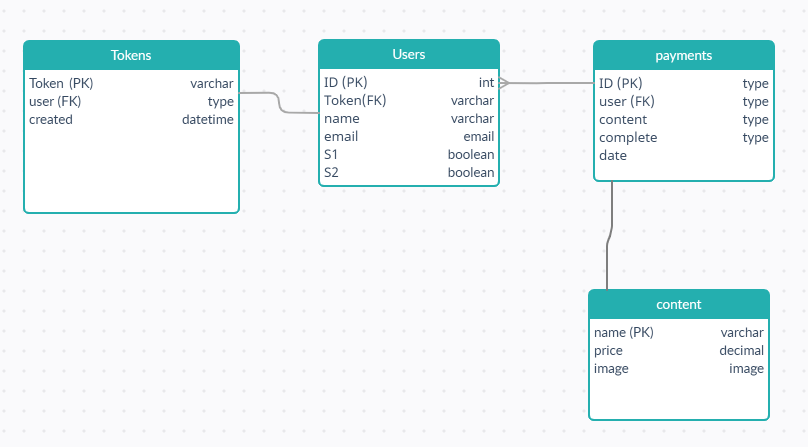 Tokens
Token (PK) varchar
user (FK) type
created datetime
Users
ID (PK) int
Token(FK) varchar
name varchar
email email
S1 boolean
S2 boolean
payments
ID (PK) type
user (FK) type
content type
complete type
date
content
name (PK) varchar
price decimal
image image